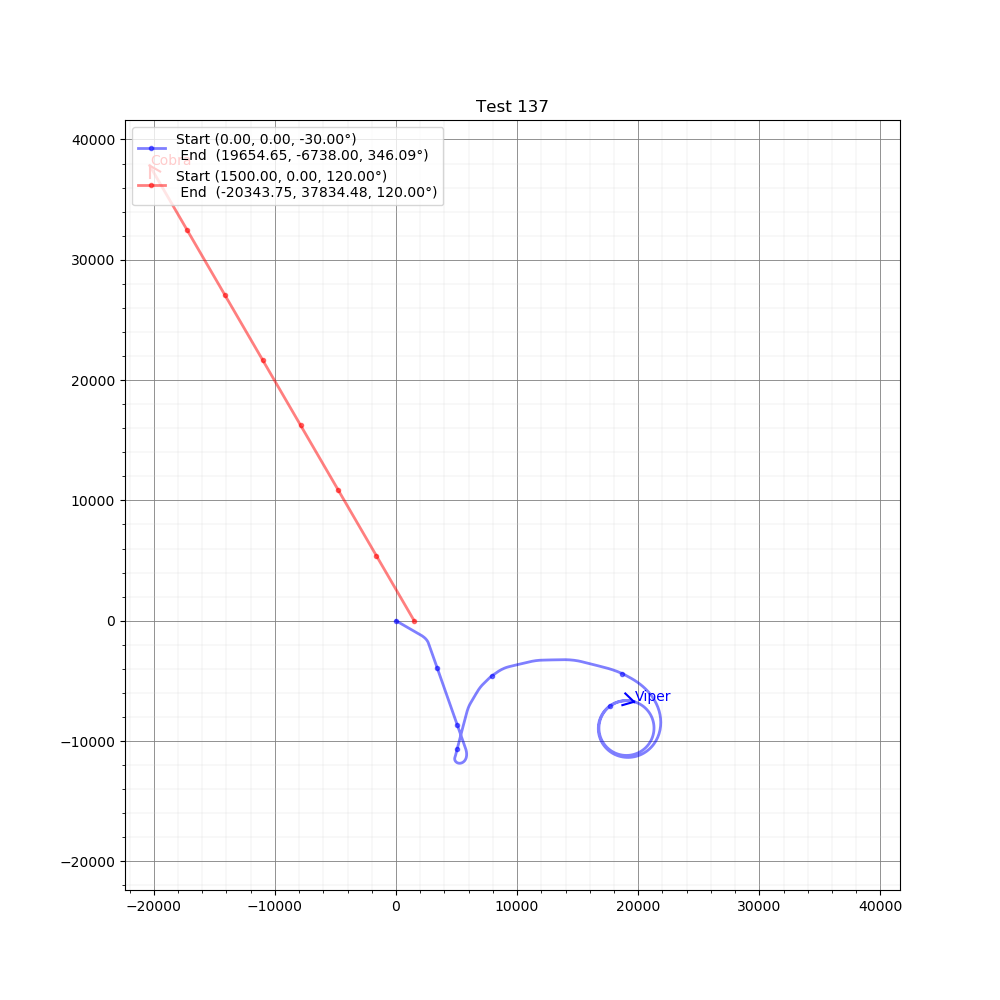 Test 137
Start (0.00, 0.00, -30.00°)
End (19654.65, -6738.00, 346.09°)
Start (1500.00, 0.00, 120.00°)
End (-20343.75, 37834.48, 120.00°)
Cobra
Viper
40000
30000
20000
10000
0
−10000
−20000
−20000 −10000 0 10000 20000 30000 40000